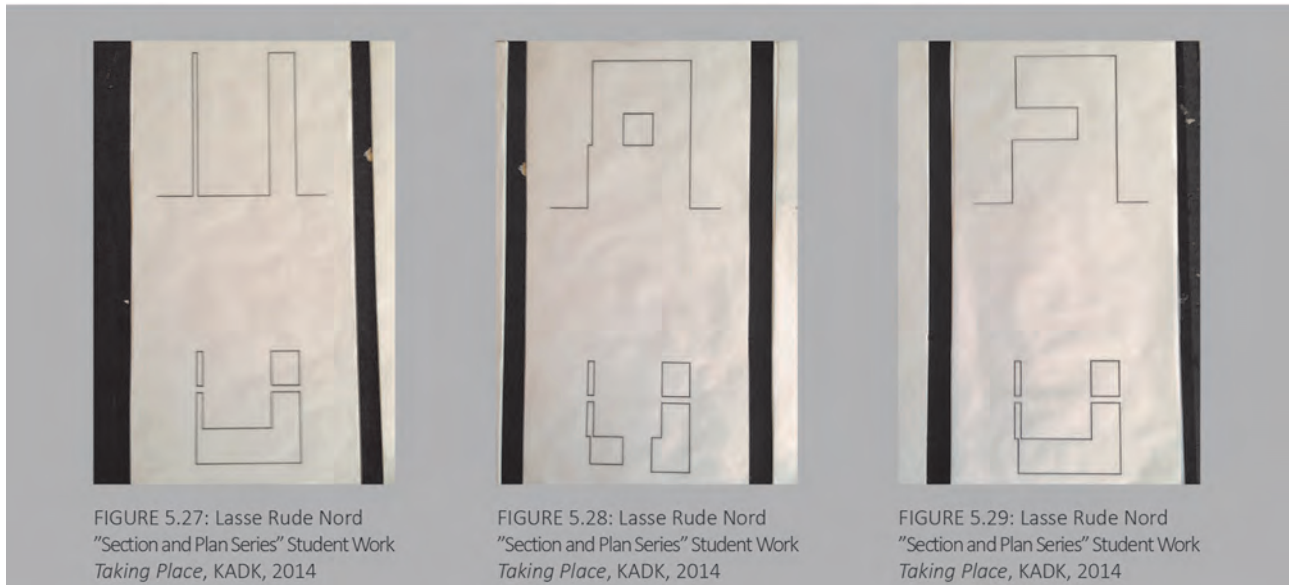 FIGURE 5.27: Lasse Rude Nord
”Section and Plan Series” Student Work
Taking Place, KADK, 2014
FIGURE 5.28: Lasse Rude Nord
”Section and Plan Series” Student Work
Taking Place, KADK, 2014
FIGURE 5.29: Lasse Rude Nord
”Section and Plan Series” Student Work
Taking Place, KADK, 2014